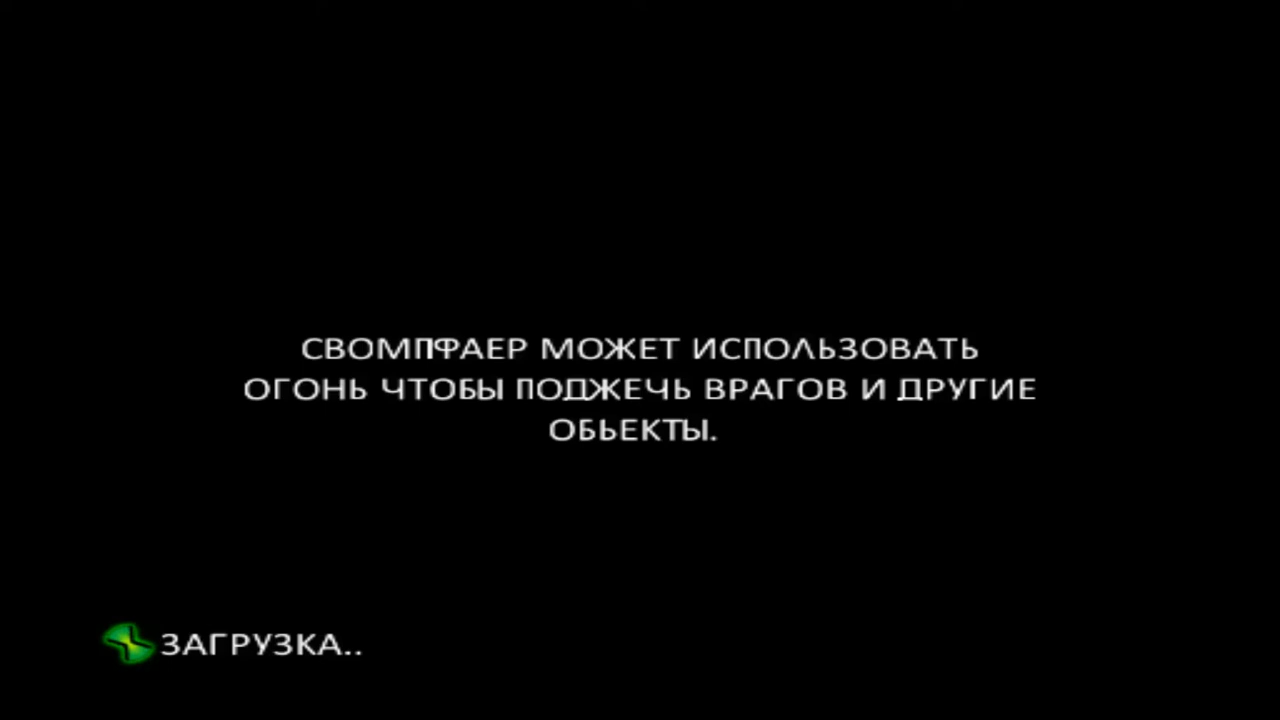 СВОМПФАЕР МОЖЕТ ИСПОЛЬЗОВАТЬ
ОГОНЬ ЧТОБЫ ПОДЖЕЧЬ ВРАГОВ И ДРУГИЕ
ОБЬЕКТЫ.
ЗАГРУЗКА..